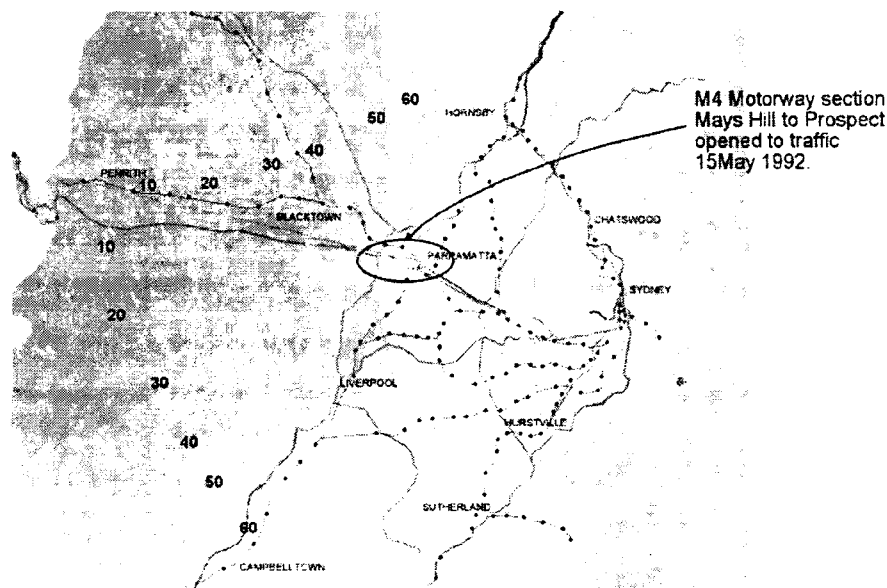 60
50
HORNSBY
M4 Motorway section
Mays Hill to Prospect
opened to traffic
15May 1992.
40
30
PENRITH
10
20
BLACKTOWN
CHATSWOOD
10
PARRAMATTA
SYDNEY
20
30
LIVERPOOL
HURSTVILLE
40
50
SUTHERLAND
60
CAMPBELLTOWN